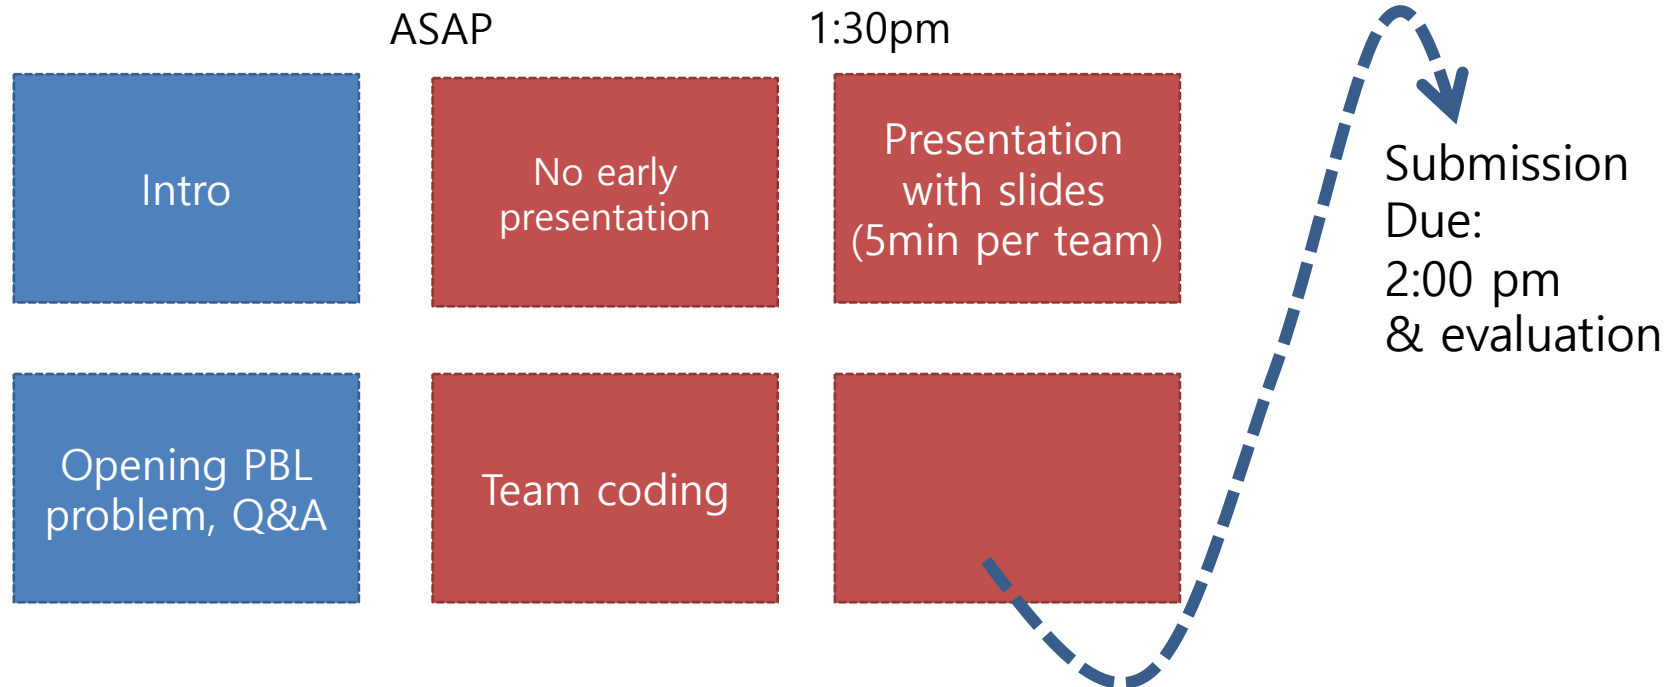 ASAP
1:30pm
Intro
No early
presentation
Presentation
with slides
(5min per team)
Submission
Due:
2:00 pm
& evaluation
Opening PBL
problem, Q&A
Team coding